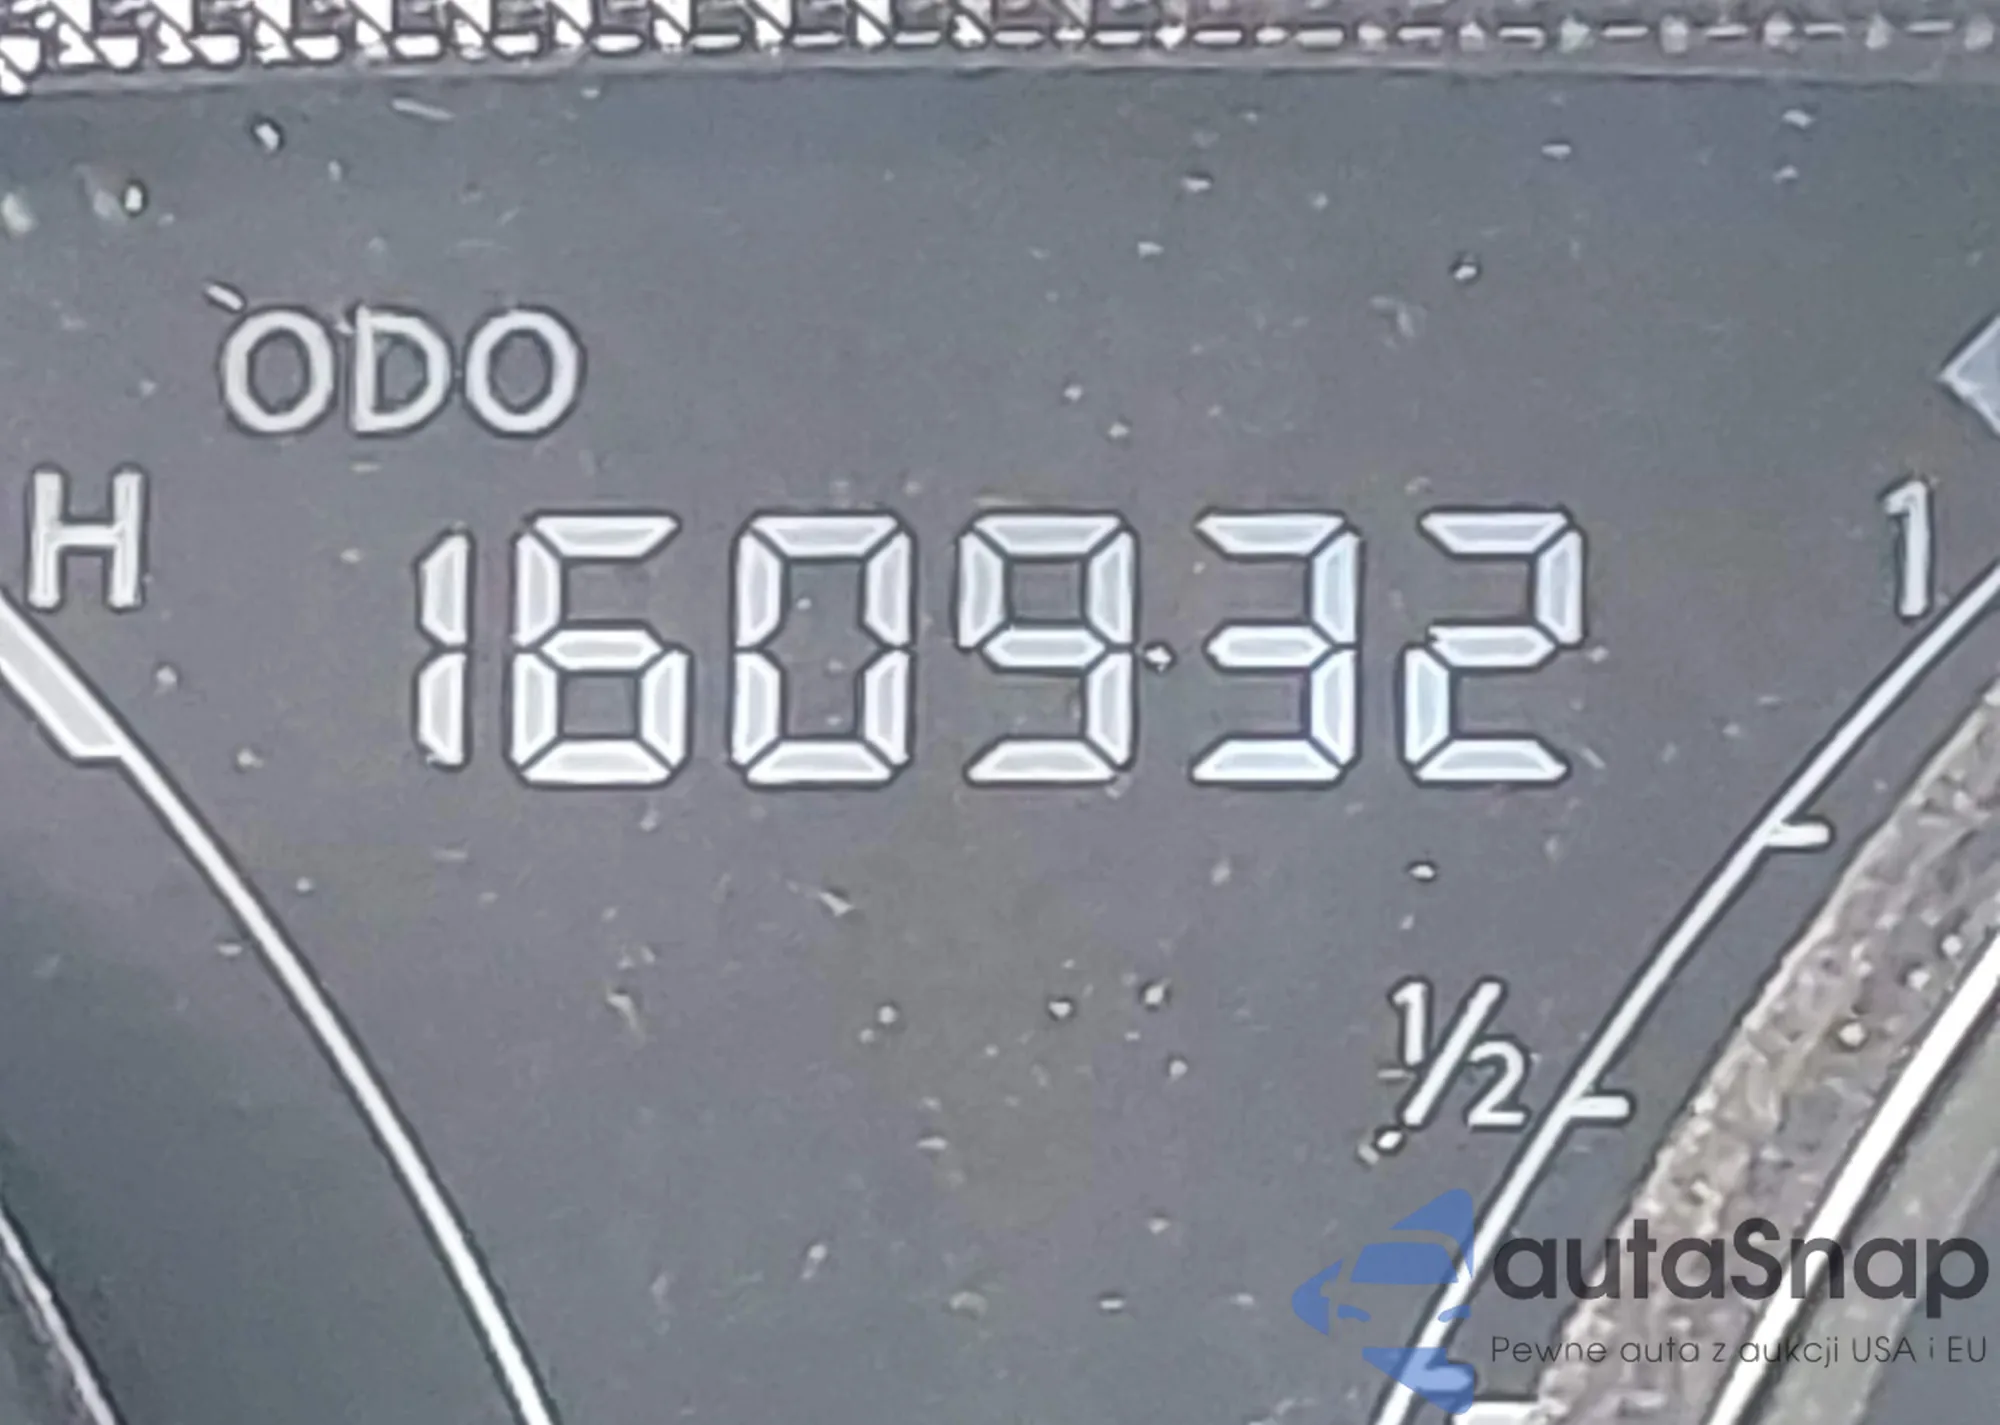 ODO
H
160932
1
1/2
autaSnap
Pewne auta z aukcji USA i EU